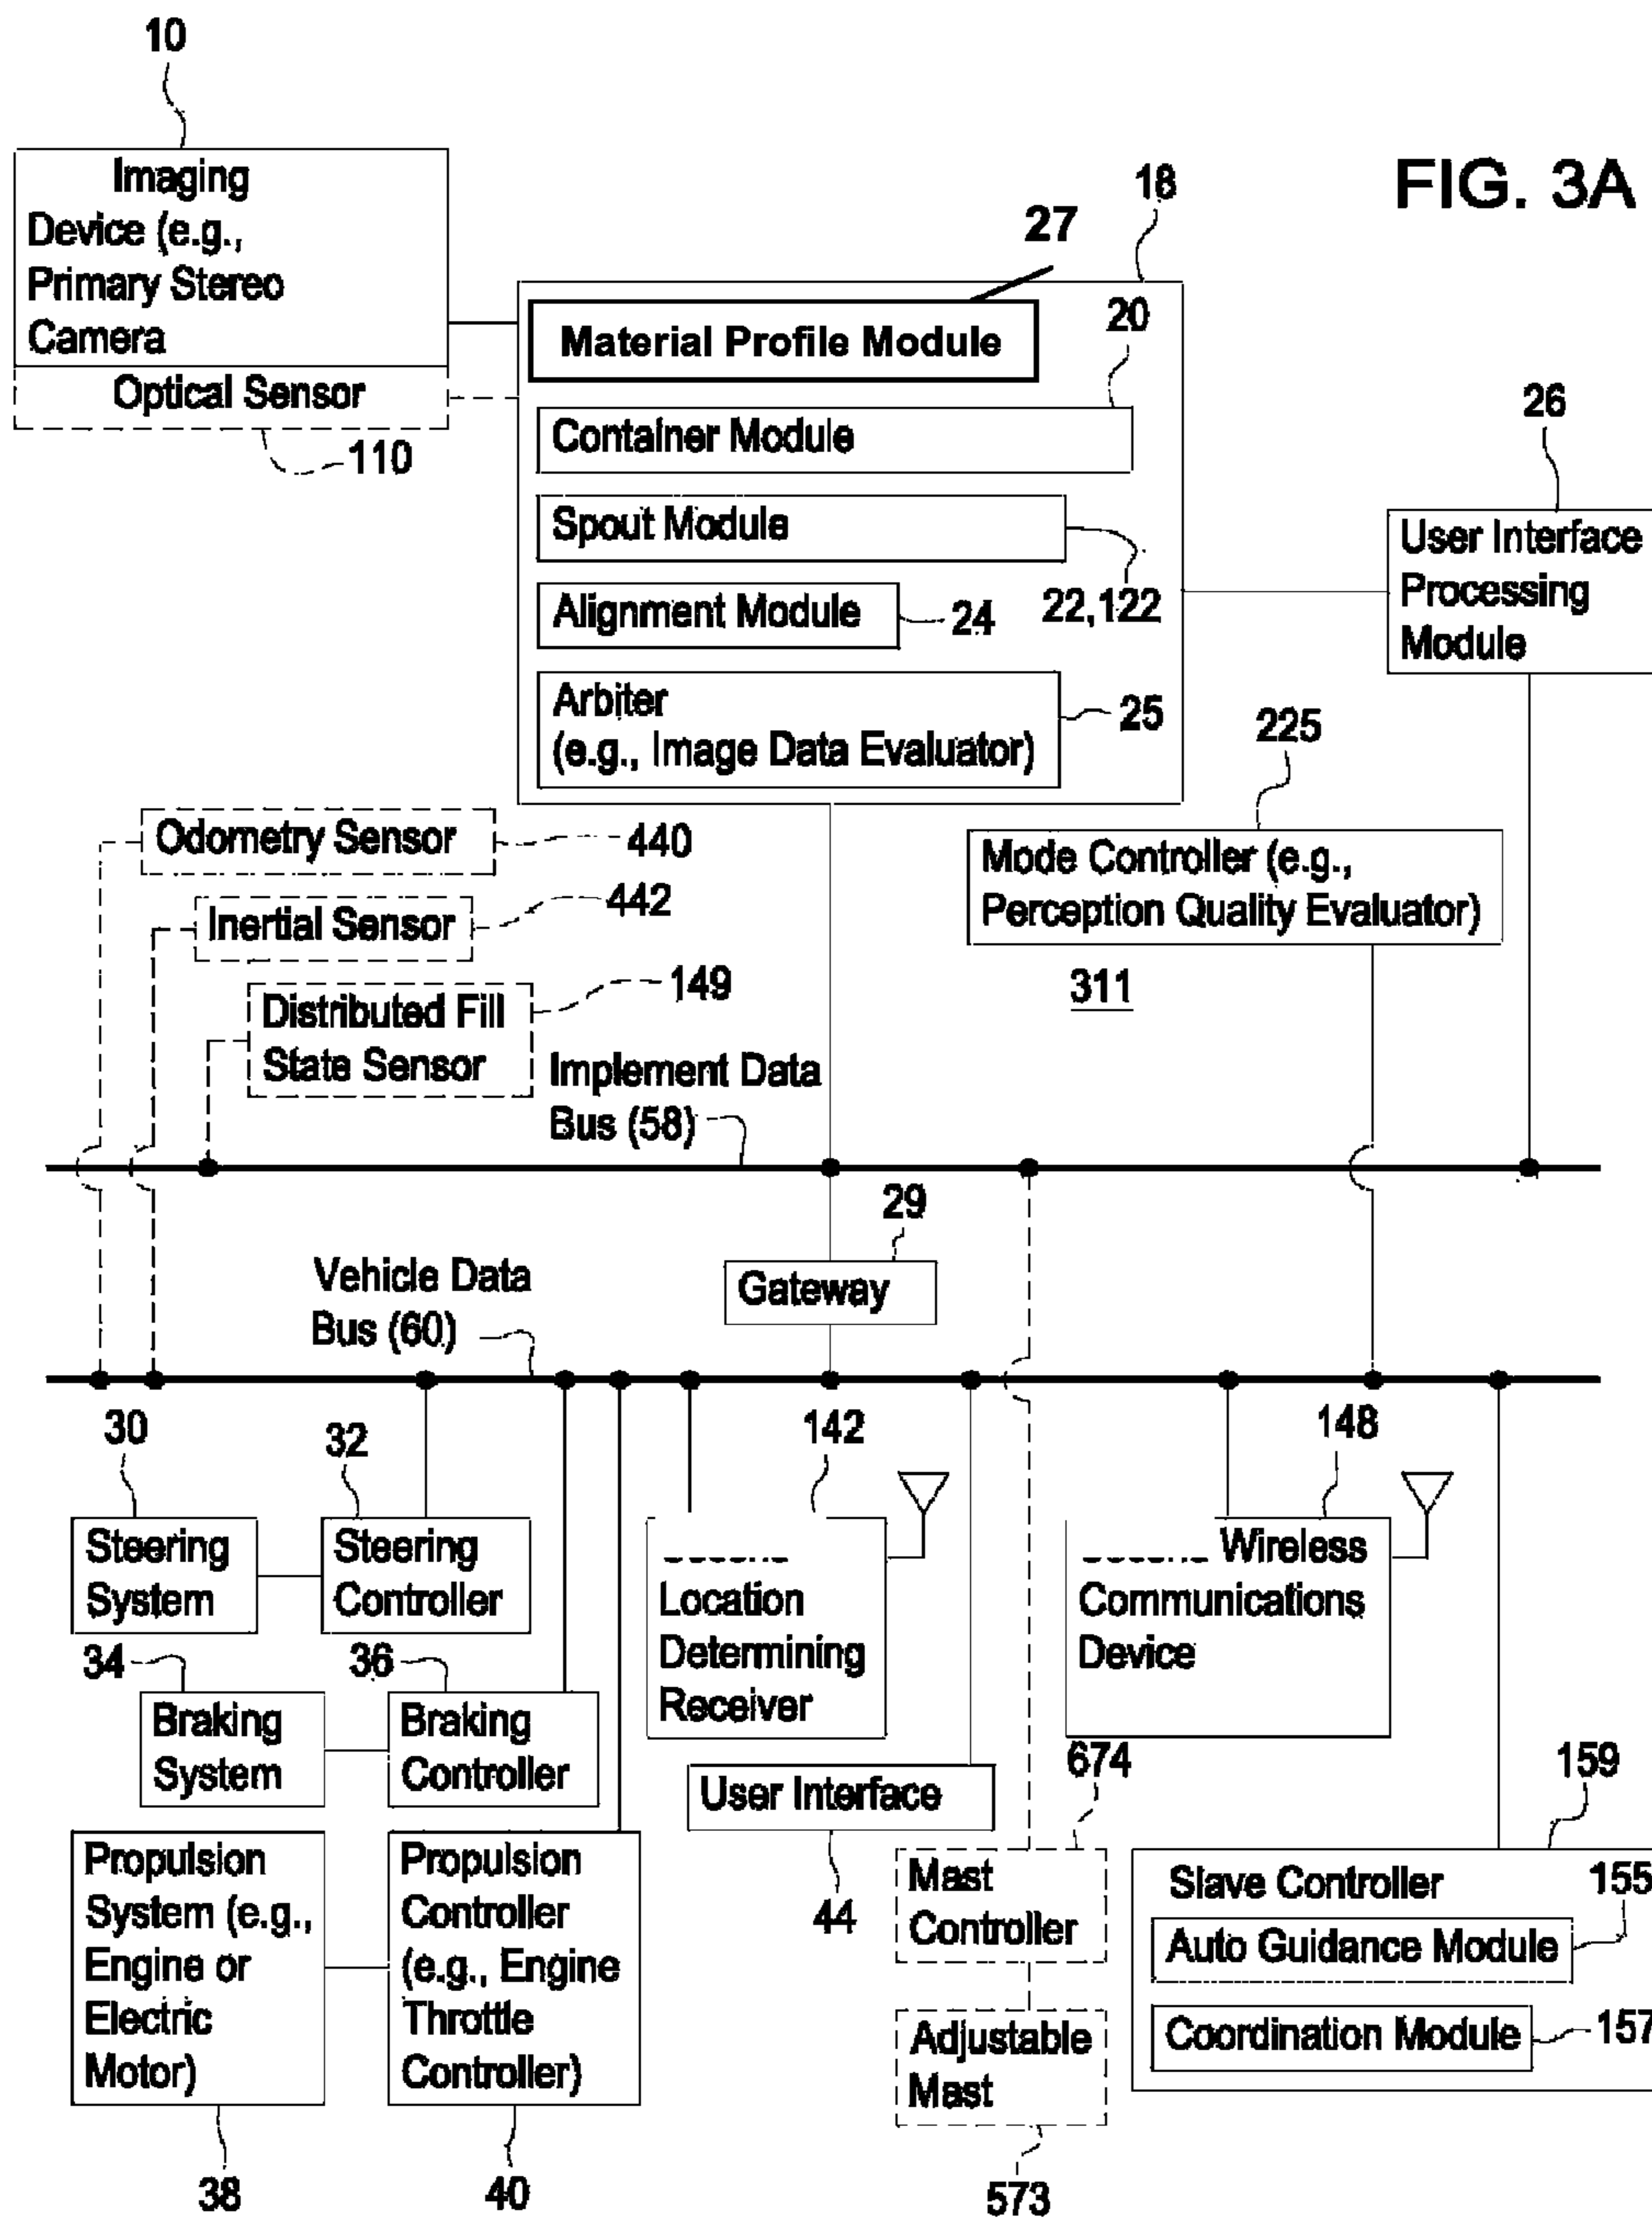 10
Imaging
Device (e.g.,
Primary Stereo
Camera
Optical Sensor
110
FIG. 3A
18
27
Material Profile Module
20
Container Module
Spout Module
22,122
Alignment Module
24
Arbiter
(e.g., Image Data Evaluator)
25
26
User Interface
Processing
Module
225
Mode Controller (e.g.,
Perception Quality Evaluator)
311
Odometry Sensor
440
Inertial Sensor
442
Distributed Fill
State Sensor
149
Implement Data
Bus (58)
29
Gateway
Vehicle Data
Bus (60)
30
Steering
System
32
Steering
Controller
34
Braking
System
36
Braking
Controller
Propulsion
System (e.g.,
Engine or
Electric
Motor)
38
Propulsion
Controller
(e.g., Engine
Throttle
Controller)
40
142
Location
Determining
Receiver
User Interface
44
148
Wireless
Communications
Device
674
Mast
Controller
Adjustable
Mast
573
159
Slave Controller
155
Auto Guidance Module
Coordination Module
157